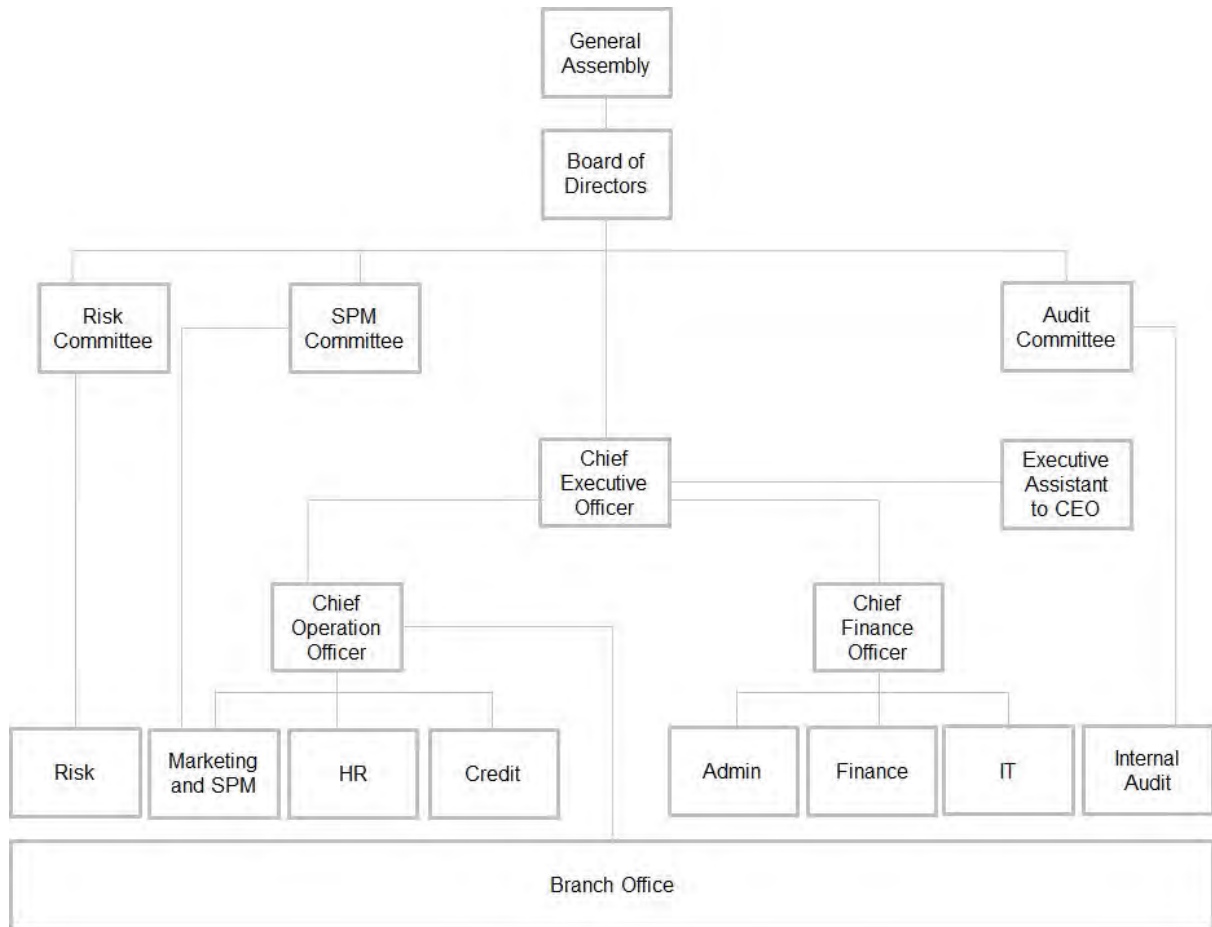 General
Assembly
Board of
Directors
Risk
Committee
SPM
Committee
Audit
Committee
Chief
Executive
Officer
Executive
Assistant
to CEO
Chief
Operation
Officer
Chief
Finance
Officer
Risk
Marketing
and SPM
HR
Credit
Admin
Finance
IT
Internal
Audit
Branch Office